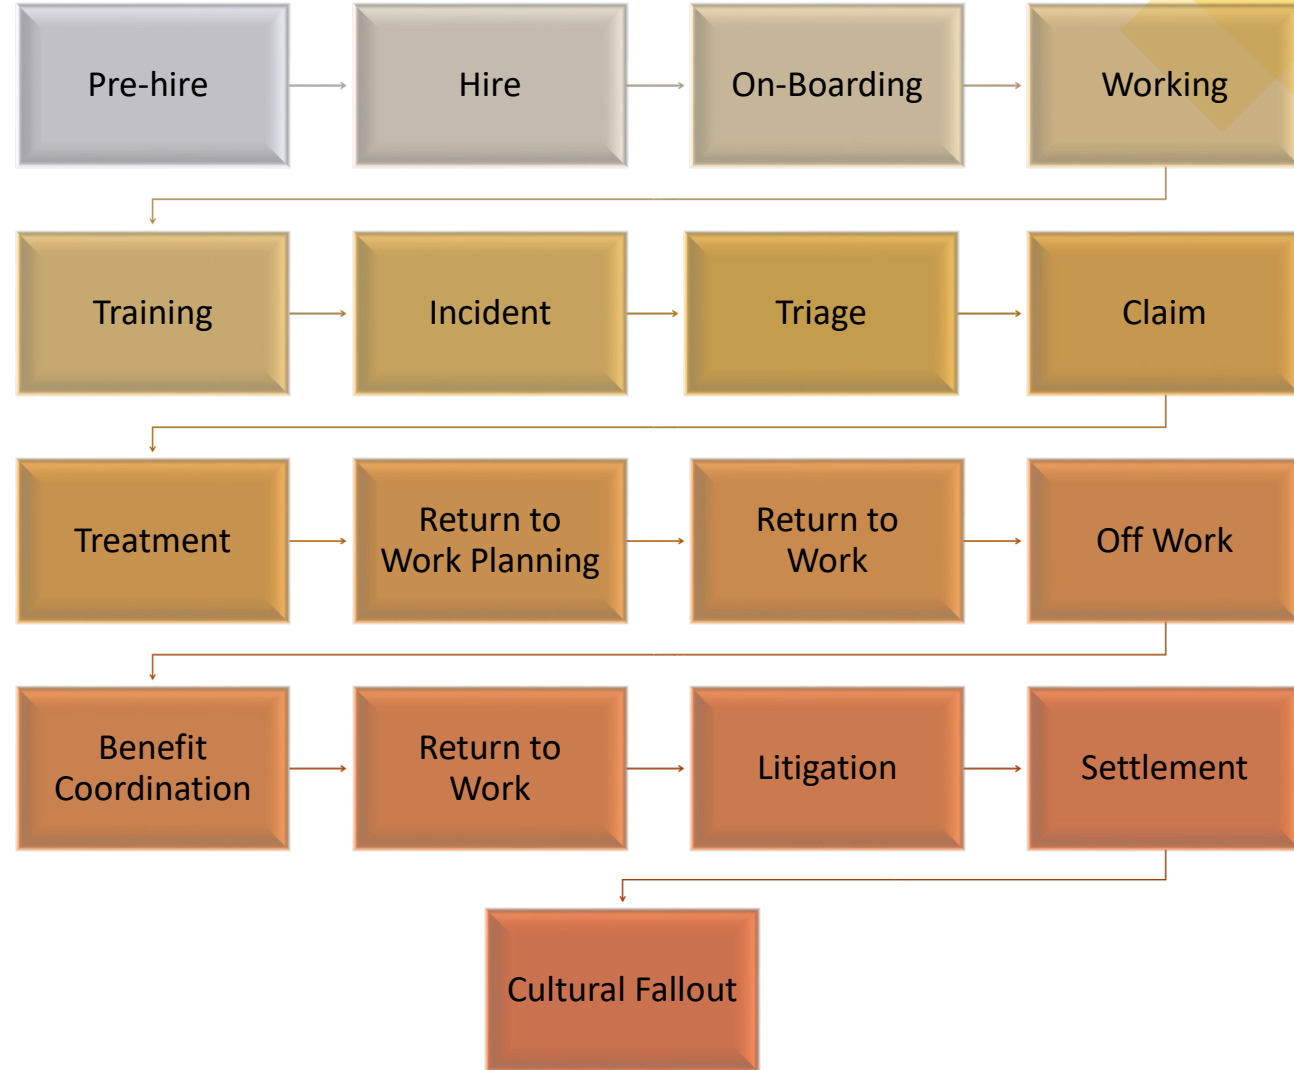 Pre-hire
Hire
On-Boarding
Working
Training
Incident
Triage
Claim
Treatment
Return to
Work Planning
Return to
Work
Off Work
Benefit
Coordination
Return to
Work
Litigation
Settlement
Cultural Fallout